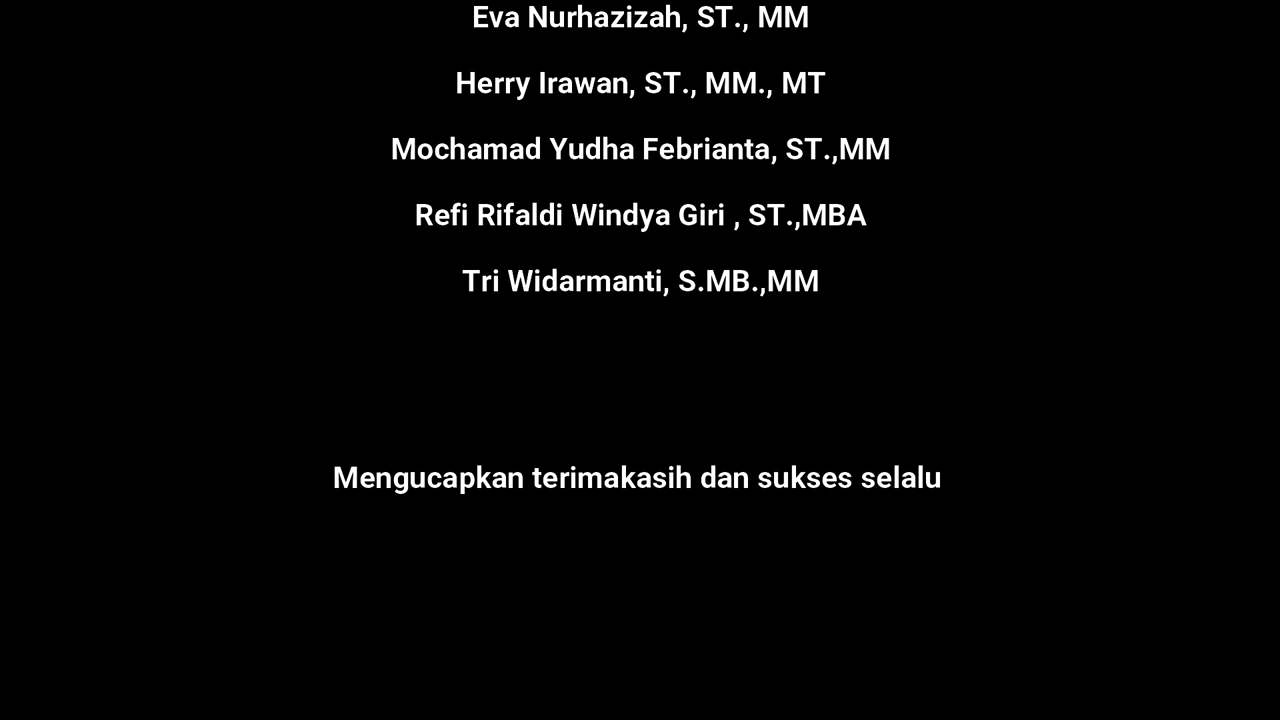 Eva Nurhazizah, ST., MM
Herry Irawan, ST., MM., MT
Mochamad Yudha Febrianta, ST.,MM
Refi Rifaldi Windya Giri , ST.,MBA
Tri Widarmanti, S.MB.,MM
Mengucapkan terimakasih dan sukses selalu